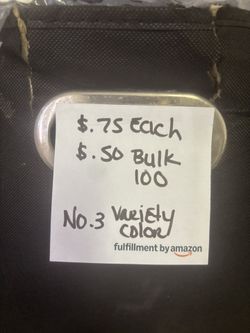 $.75 Each
$.50 Bulk
100
No.3 Variety
Color
fulfillment by amazon